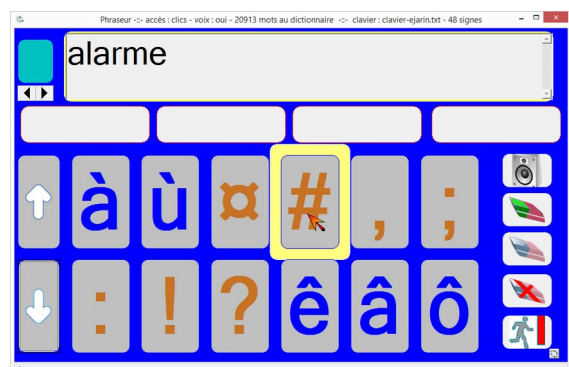 Phraseur -:- accès : clics - voix : oui - 20913 mots au dictionnaire -:- clavier : clavier-ejarin.txt - 48 signes
alarme
à ù ¤ # , ;
: ! ? ê â ô